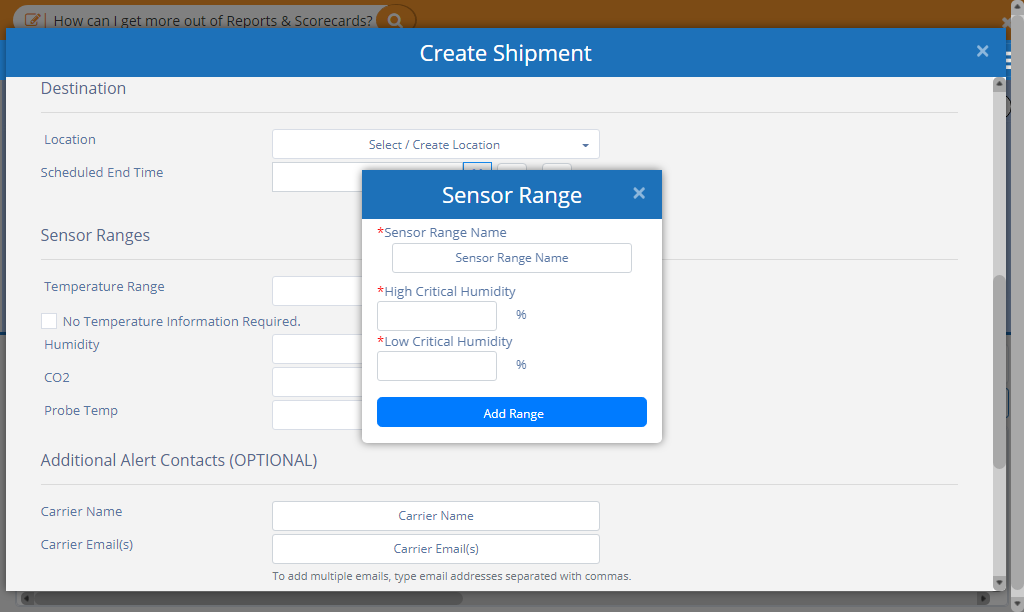 How can I get more out of Reports & Scorecards?
Create Shipment
×
Destination
Location
Select / Create Location
Scheduled End Time
Sensor Range
×
*Sensor Range Name
Sensor Range Name
*High Critical Humidity
%
*Low Critical Humidity
%
Add Range
Sensor Ranges
Temperature Range
No Temperature Information Required.
Humidity
CO2
Probe Temp
Additional Alert Contacts (OPTIONAL)
Carrier Name
Carrier Name
Carrier Email(s)
Carrier Email(s)
To add multiple emails, type email addresses separated with commas.